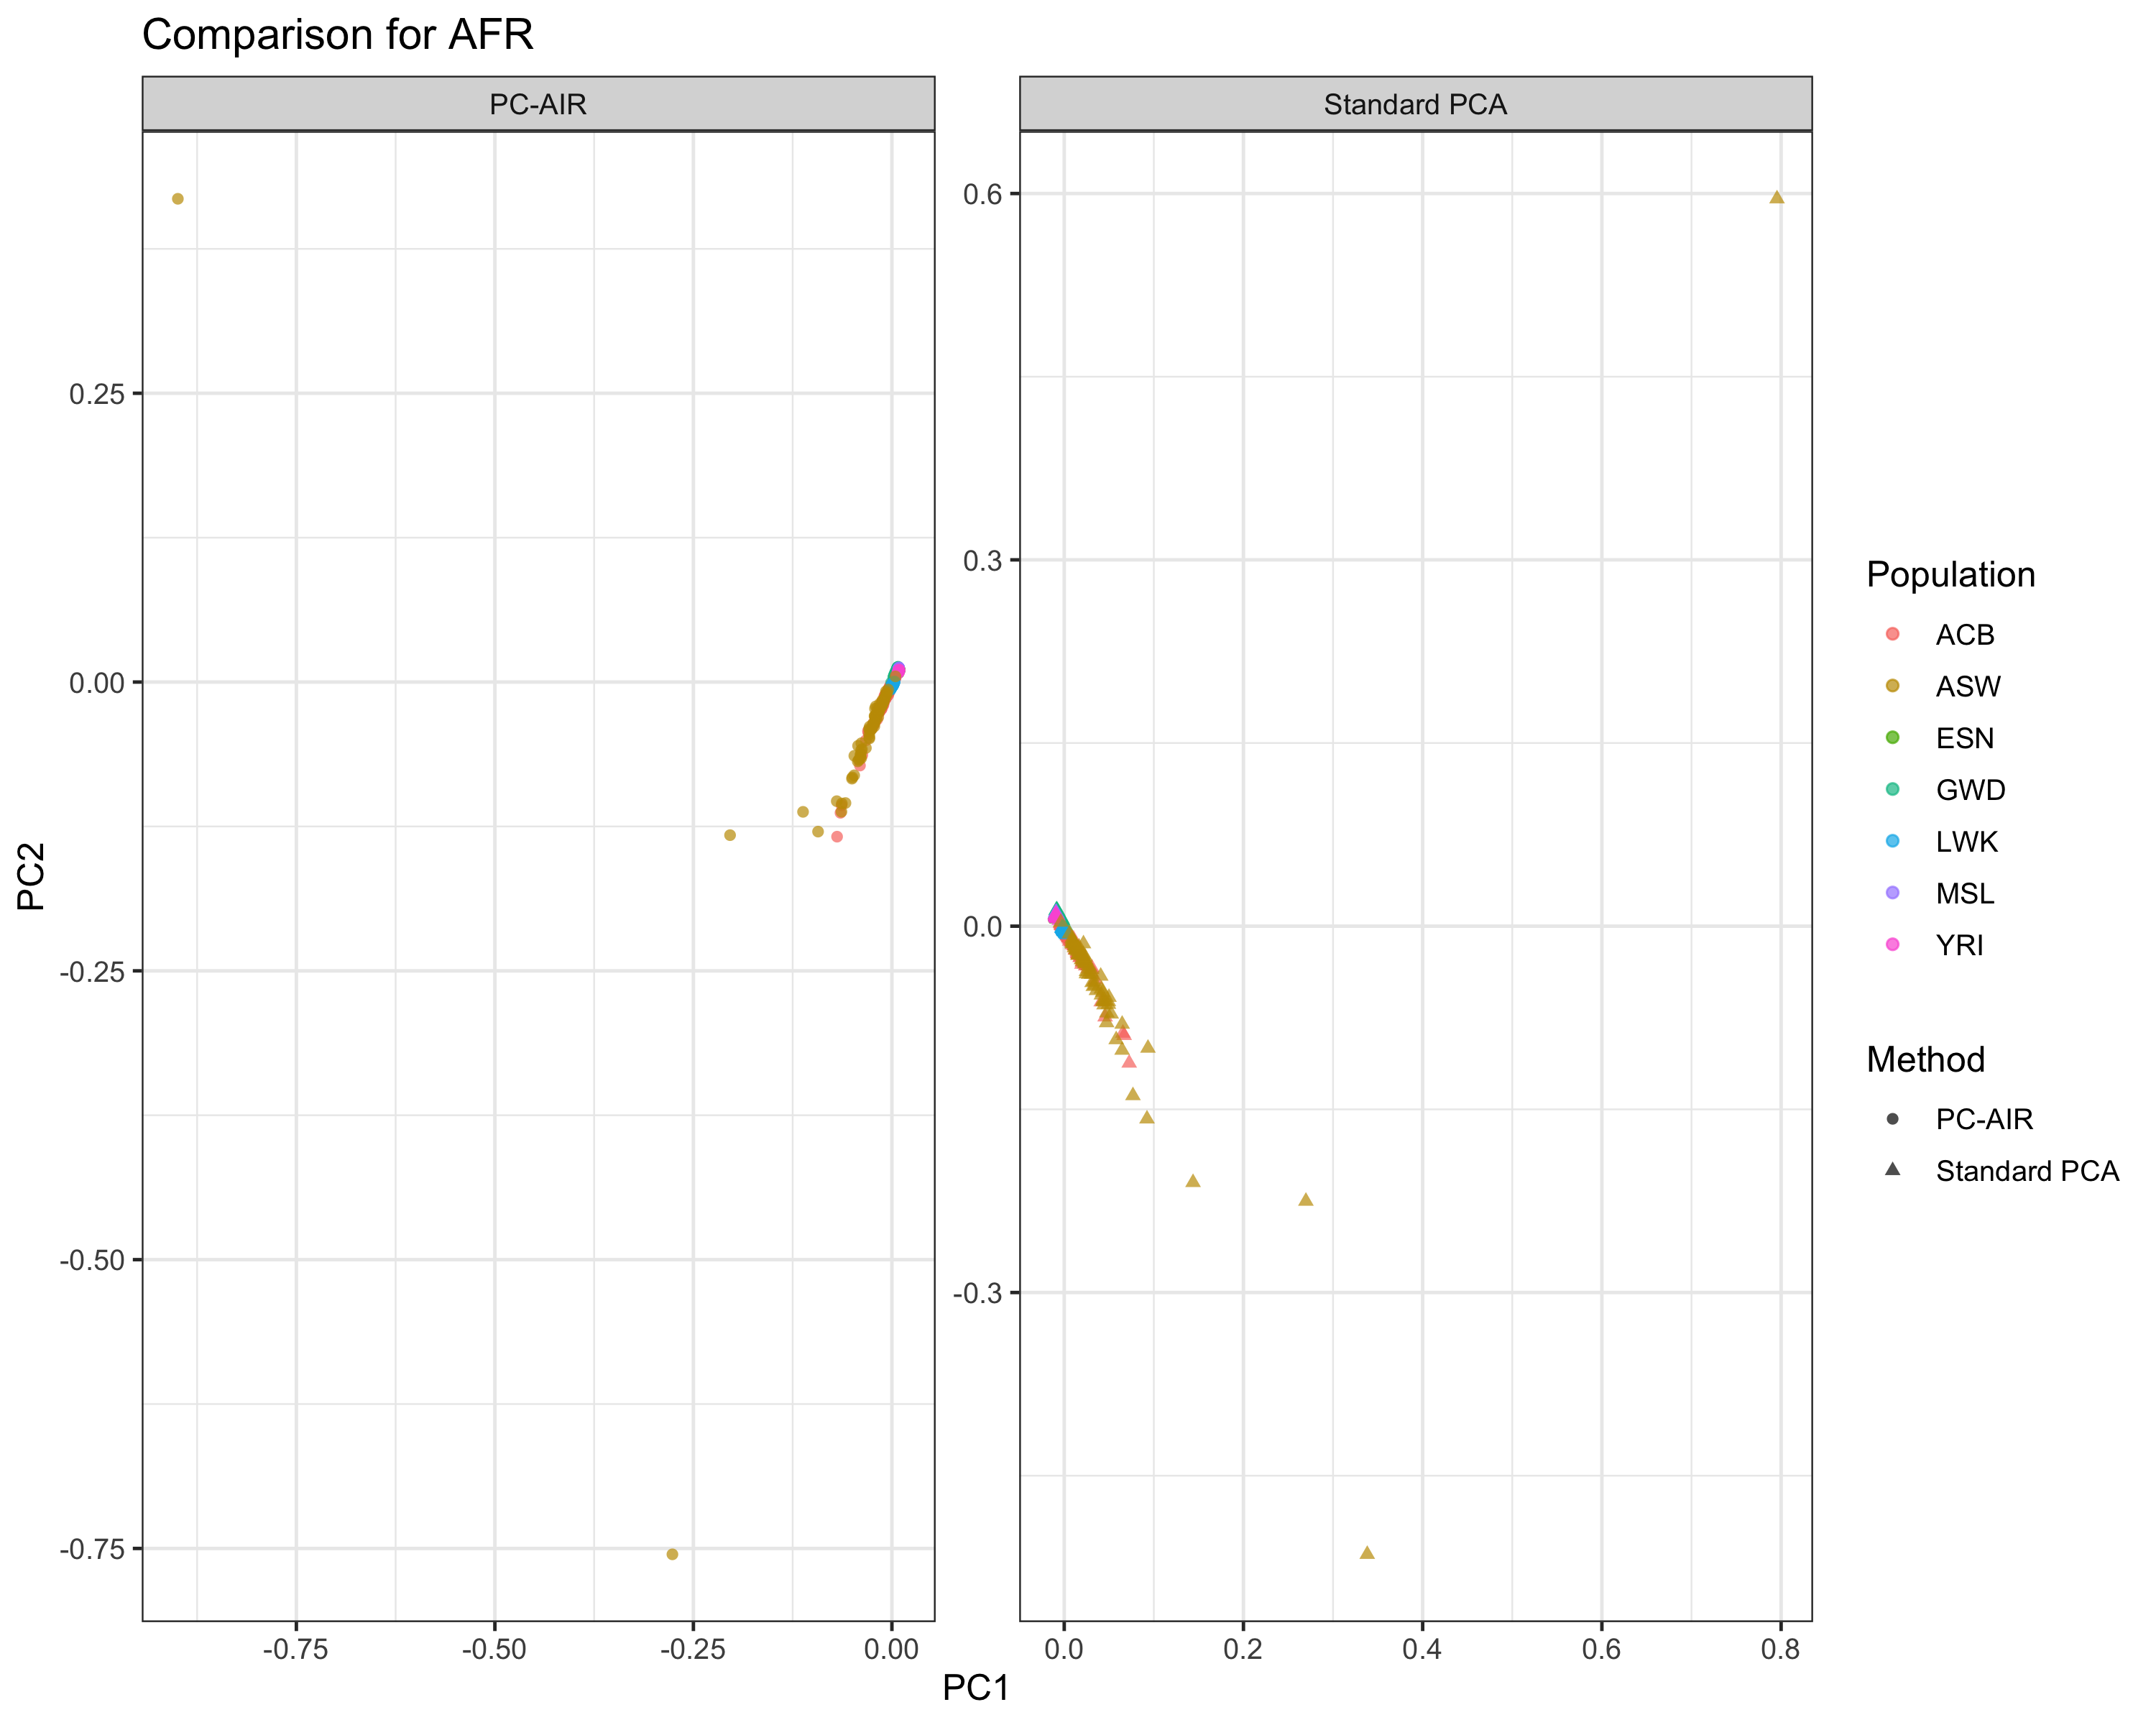 Comparison for AFR
PC-AIR
Standard PCA
PC2
0.25
0.00
-0.25
-0.50
-0.75
0.6
0.3
0.0
-0.3
-0.75
-0.50
-0.25
0.00
0.0
0.2
0.4
0.6
0.8
PC1
Population
ACB
ASW
ESN
GWD
LWK
MSL
YRI
Method
PC-AIR
Standard PCA